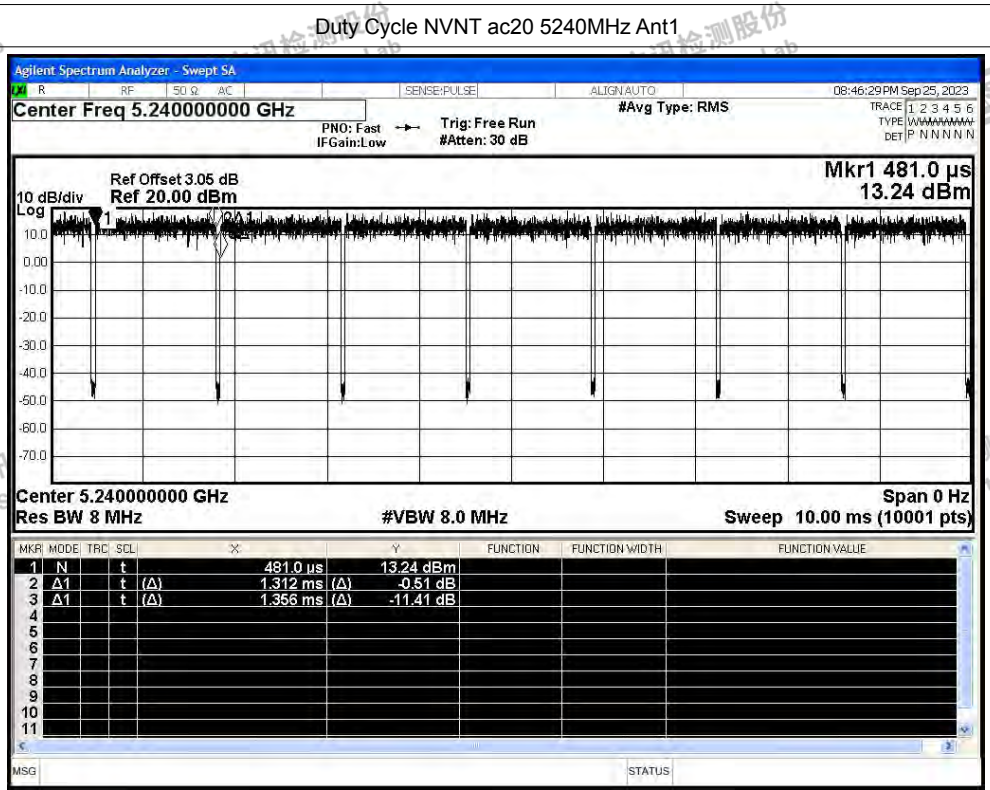 Duty Cycle NVNT ac20 5240MHz Ant1
Agilent Spectrum Analyzer - Swept SA
R RF 50 Ω AC SENSE:PULSE ALIGN AUTO 08:46:29 PM Sep 25, 2023
Center Freq 5.240000000 GHz #Avg Type: RMS TRACE 1 2 3 4 5 6
PNO: Fast Trig: Free Run TYPE
IFGain:Low #Atten: 30 dB DET P N N N N N
Mkr1 481.0 µs
Ref Offset 3.05 dB
10 dB/div Ref 20.00 dBm 13.24 dBm
Log
1 2Δ1
10.0
0.00
-10.0
-20.0
-30.0
-40.0
-50.0
-60.0
-70.0
Center 5.240000000 GHz Span 0 Hz
Res BW 8 MHz #VBW 8.0 MHz Sweep 10.00 ms (10001 pts)
MKR MODE TRC SCL X Y FUNCTION FUNCTION WIDTH FUNCTION VALUE
1 N t 481.0 µs 13.24 dBm
2 Δ1 t (Δ) 1.312 ms (Δ) -0.51 dB
3 Δ1 t (Δ) 1.356 ms (Δ) -11.41 dB
4
5
6
7
8
9
10
11
MSG STATUS